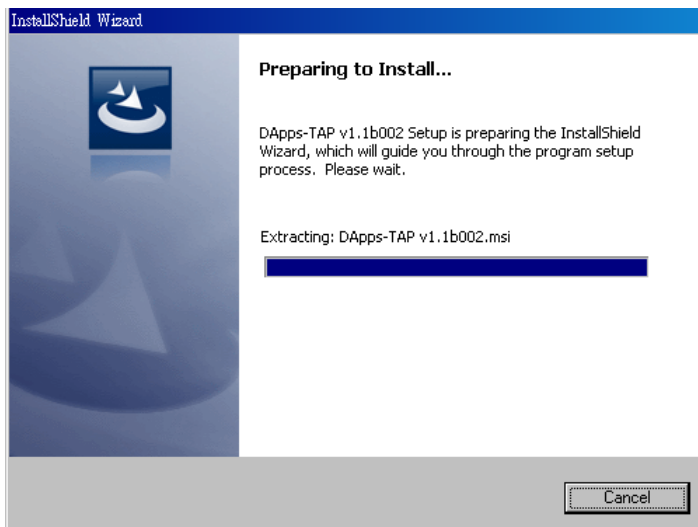 InstallShield Wizard
Preparing to Install...
DApps-TAP v1.1b002 Setup is preparing the InstallShield
Wizard, which will guide you through the program setup
process.  Please wait.
Extracting: DApps-TAP v1.1b002.msi
Cancel